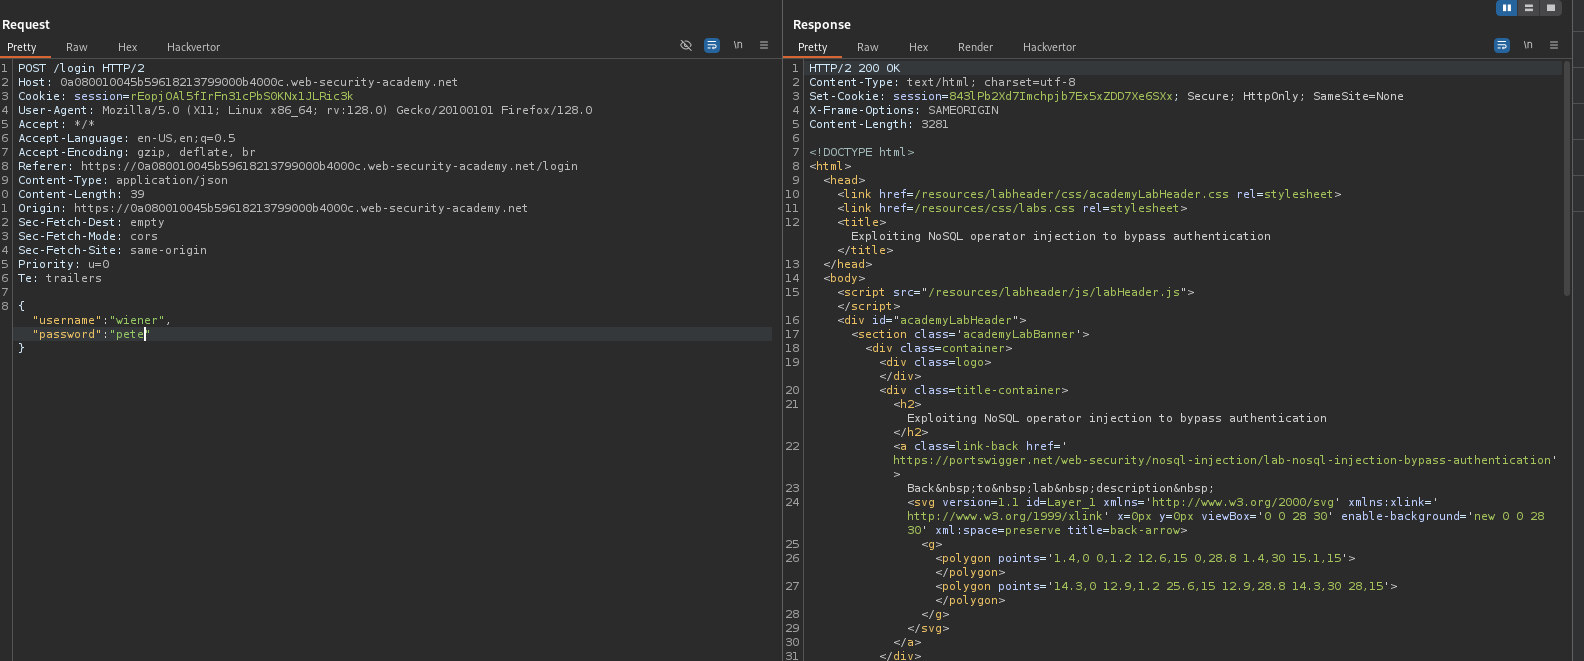 Request
Pretty Raw Hex Hackvertor
\n
1 POST /login HTTP/2
2 Host: 0a080010045b59618213799000b4000c.web-security-academy.net
3 Cookie: session=rEopjOAl5fIrFn31cPbS0KNx1JLRic3k
4 User-Agent: Mozilla/5.0 (X11; Linux x86_64; rv:128.0) Gecko/20100101 Firefox/128.0
5 Accept: */*
6 Accept-Language: en-US,en;q=0.5
7 Accept-Encoding: gzip, deflate, br
8 Referer: https://0a080010045b59618213799000b4000c.web-security-academy.net/login
9 Content-Type: application/json
0 Content-Length: 39
1 Origin: https://0a080010045b59618213799000b4000c.web-security-academy.net
2 Sec-Fetch-Dest: empty
3 Sec-Fetch-Mode: cors
4 Sec-Fetch-Site: same-origin
5 Priority: u=0
6 Te: trailers
7
8 {
"username":"wiener",
"password":"pete"
}
Response
Pretty Raw Hex Render Hackvertor
\n
1 HTTP/2 200 OK
2 Content-Type: text/html; charset=utf-8
3 Set-Cookie: session=843lPb2Xd7Imchpjb7Ex5xZDD7Xe6SXx; Secure; HttpOnly; SameSite=None
4 X-Frame-Options: SAMEORIGIN
5 Content-Length: 3281
6
7 <!DOCTYPE html>
8 <html>
9 <head>
10 <link href=/resources/labheader/css/academyLabHeader.css rel=stylesheet>
11 <link href=/resources/css/labs.css rel=stylesheet>
12 <title>
Exploiting NoSQL operator injection to bypass authentication
</title>
13 </head>
14 <body>
15 <script src="/resources/labheader/js/labHeader.js">
</script>
16 <div id="academyLabHeader">
17 <section class='academyLabBanner'>
18 <div class=container>
19 <div class=logo>
</div>
20 <div class=title-container>
21 <h2>
Exploiting NoSQL operator injection to bypass authentication
</h2>
22 <a class=link-back href='
https://portswigger.net/web-security/nosql-injection/lab-nosql-injection-bypass-authentication'
>
23 Back&nbsp;to&nbsp;lab&nbsp;description&nbsp;
24 <svg version=1.1 id=Layer_1 xmlns='http://www.w3.org/2000/svg' xmlns:xlink='
http://www.w3.org/1999/xlink' x=0px y=0px viewBox='0 0 28 30' enable-background='new 0 0 28
30' xml:space=preserve title=back-arrow>
25 <g>
26 <polygon points='1.4,0 0,1.2 12.6,15 0,28.8 1.4,30 15.1,15'>
</polygon>
27 <polygon points='14.3,0 12.9,1.2 25.6,15 12.9,28.8 14.3,30 28,15'>
</polygon>
28 </g>
29 </svg>
30 </a>
31 </div>